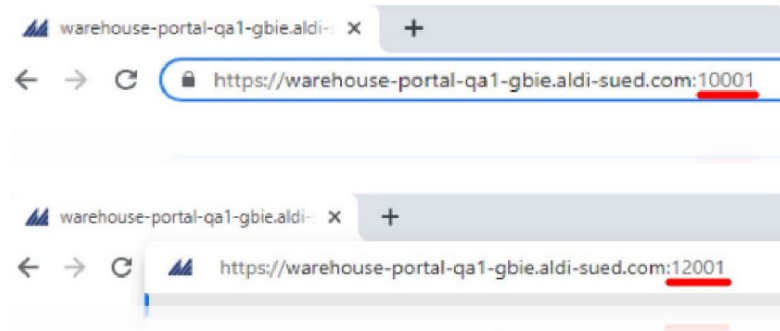 warehouse-portal-qa1-gbie.aldi-
https://warehouse-portal-qa1-gbie.aldi-sued.com:10001
warehouse-portal-qa1-gbie.aldi-
https://warehouse-portal-qa1-gbie.aldi-sued.com:12001